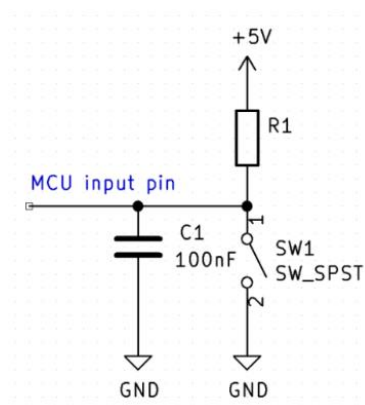 +5V
R1
MCU input pin
1
C1
100nF
SW1
SW_SPST
2
GND
GND